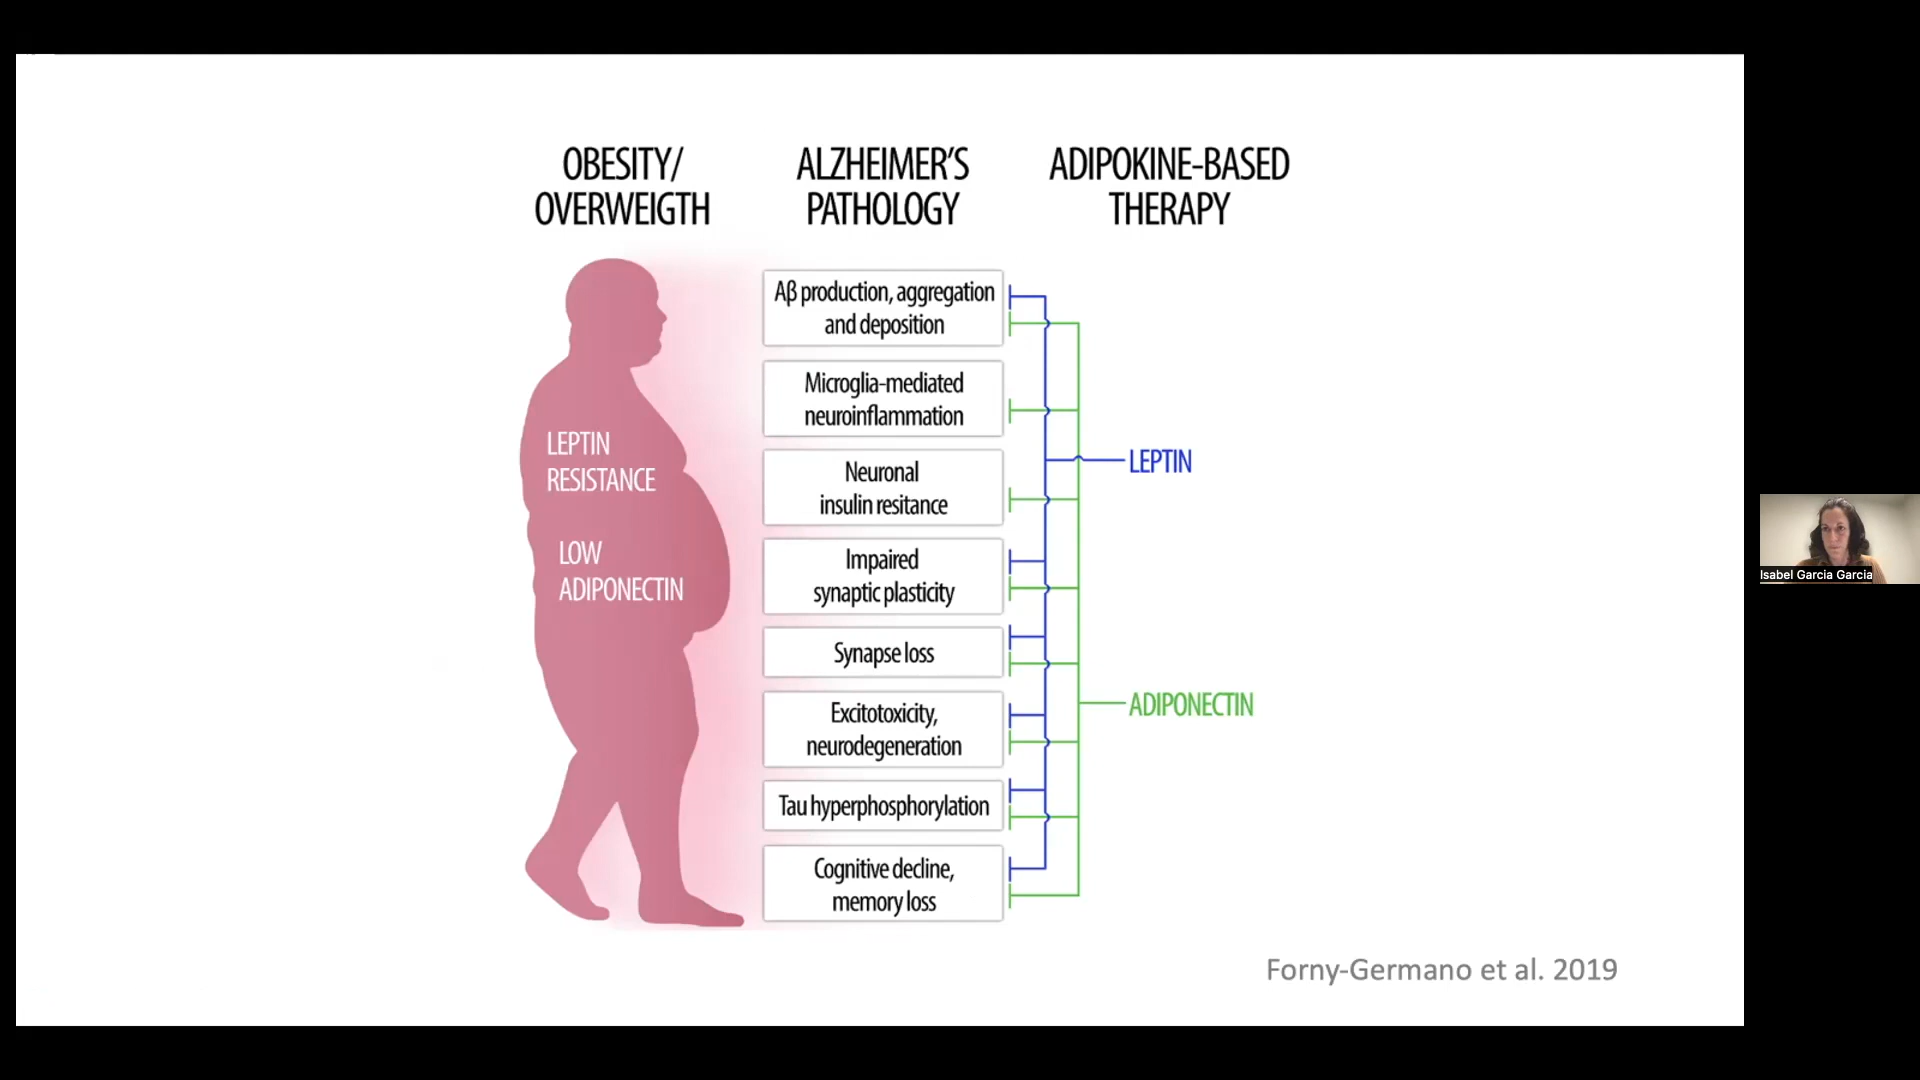 OBESITY/
OVERWEIGTH
ALZHEIMER'S
PATHOLOGY
ADIPOKINE-BASED
THERAPY
LEPTIN
RESISTANCE
LOW
ADIPONECTIN
Aβ production, aggregation
and deposition
Microglia-mediated
neuroinflammation
Neuronal
insulin resitance
Impaired
synaptic plasticity
Synapse loss
Excitotoxicity,
neurodegeneration
Tau hyperphosphorylation
Cognitive decline,
memory loss
LEPTIN
ADIPONECTIN
Forny-Germano et al. 2019
Isabel Garcia Garcia